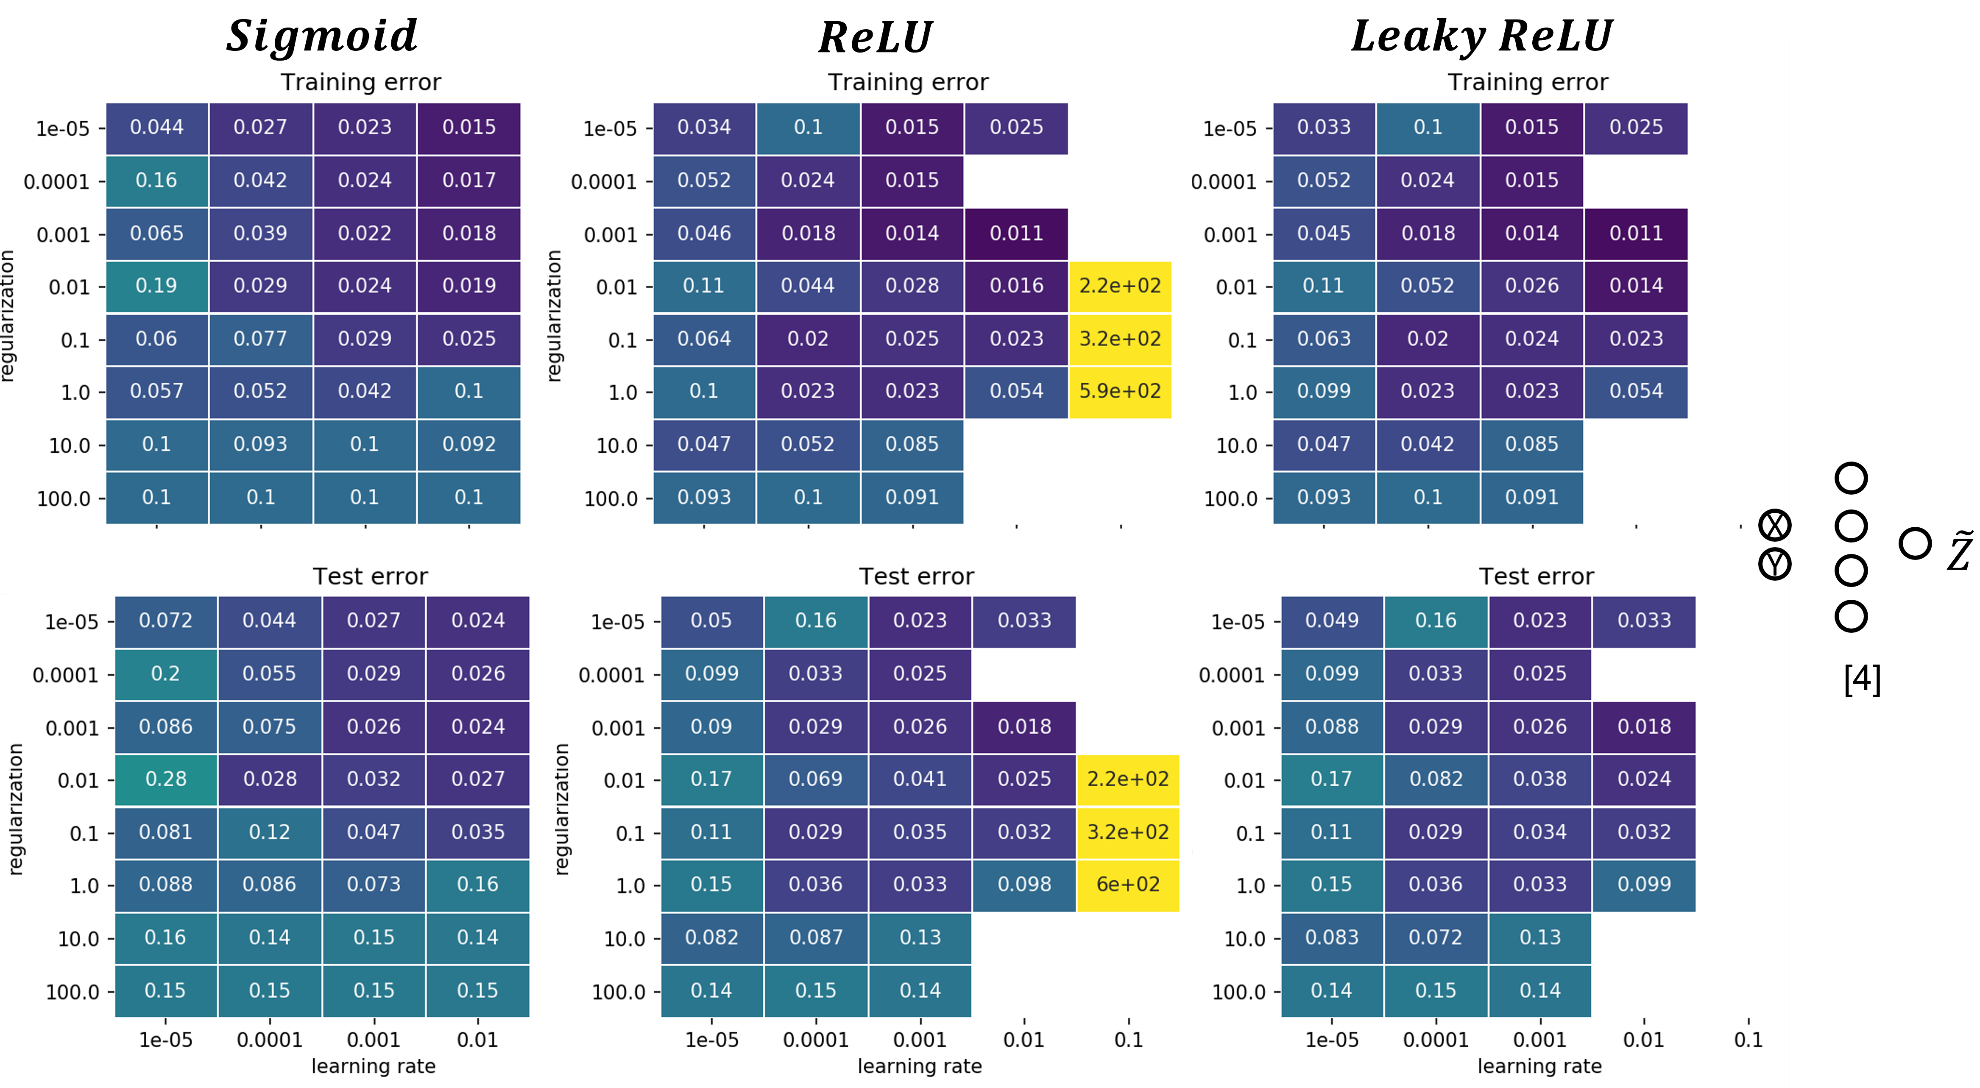 Sigmoid ReLU Leaky ReLU
Training error Training error Training error
1e-05 0.044 0.027 0.023 0.015 1e-05 0.034 0.1 0.015 0.025 1e-05 0.033 0.1 0.015 0.025
0.0001 0.16 0.042 0.024 0.017 0.0001 0.052 0.024 0.015 0.0001 0.052 0.024 0.015
0.001 0.065 0.039 0.022 0.018 0.001 0.046 0.018 0.014 0.011 0.001 0.045 0.018 0.014 0.011
0.01 0.19 0.029 0.024 0.019 0.01 0.11 0.044 0.028 0.016 2.2e+02 0.01 0.11 0.052 0.026 0.014
0.1 0.06 0.077 0.029 0.025 0.1 0.064 0.02 0.025 0.023 3.2e+02 0.1 0.063 0.02 0.024 0.023
1.0 0.057 0.052 0.042 0.1 1.0 0.1 0.023 0.023 0.054 5.9e+02 1.0 0.099 0.023 0.023 0.054
10.0 0.1 0.093 0.1 0.092 10.0 0.047 0.052 0.085 10.0 0.047 0.042 0.085
100.0 0.1 0.1 0.1 0.1 100.0 0.093 0.1 0.091 100.0 0.093 0.1 0.091
regularization regularization
X
Y
Z̃
[4]
Test error Test error Test error
1e-05 0.072 0.044 0.027 0.024 1e-05 0.05 0.16 0.023 0.033 1e-05 0.049 0.16 0.023 0.033
0.0001 0.2 0.055 0.029 0.026 0.0001 0.099 0.033 0.025 0.0001 0.099 0.033 0.025
0.001 0.086 0.075 0.026 0.024 0.001 0.09 0.029 0.026 0.018 0.001 0.088 0.029 0.026 0.018
0.01 0.28 0.028 0.032 0.027 0.01 0.17 0.069 0.041 0.025 2.2e+02 0.01 0.17 0.082 0.038 0.024
0.1 0.081 0.12 0.047 0.035 0.1 0.11 0.029 0.035 0.032 3.2e+02 0.1 0.11 0.029 0.034 0.032
1.0 0.088 0.086 0.073 0.16 1.0 0.15 0.036 0.033 0.098 6e+02 1.0 0.15 0.036 0.033 0.099
10.0 0.16 0.14 0.15 0.14 10.0 0.082 0.087 0.13 10.0 0.083 0.072 0.13
100.0 0.15 0.15 0.15 0.15 100.0 0.14 0.15 0.14 100.0 0.14 0.15 0.14
regularization regularization
1e-05 0.0001 0.001 0.01 1e-05 0.0001 0.001 0.01 0.1 1e-05 0.0001 0.001 0.01 0.1
learning rate learning rate learning rate